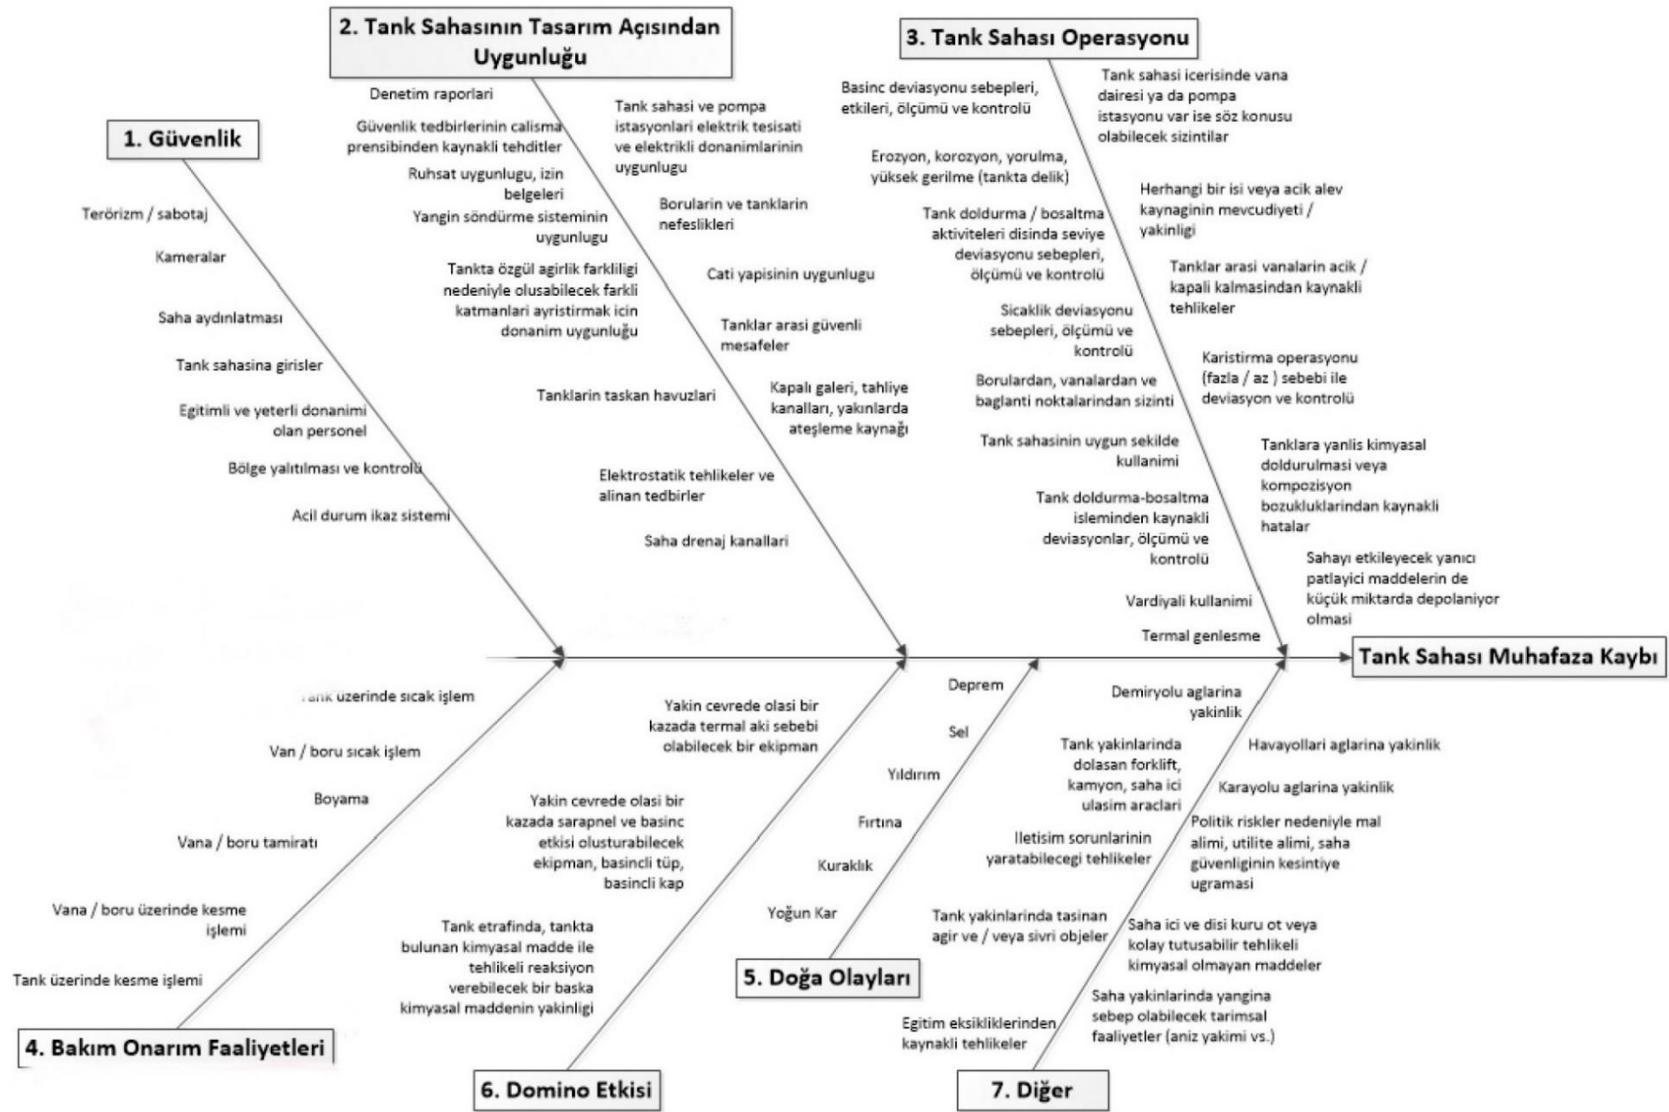 2. Tank Sahasının Tasarım Açısından
Uygunluğu
3. Tank Sahası Operasyonu
1. Güvenlik
Terörizm / sabotaj
Kameralar
Saha aydınlatması
Tank sahasina girisler
Egitimli ve yeterli donanimi
olan personel
Bölge yalıtılması ve kontrolü
Acil durum ikaz sistemi
Denetim raporlari
Güvenlik tedbirlerinin calisma
prensibinden kaynakli tehditler
Ruhsat uygunlugu, izin
belgeleri
Yangin söndürme sisteminin
uygunlugu
Tankta özgül agirlik farkliligi
nedeniyle olusabilecek farkli
katmanlari ayristirmak icin
donanim uygunluğu
Tanklarin taskan havuzlari
Elektrostatik tehlikeler ve
alinan tedbirler
Saha drenaj kanallari
Tank sahasi ve pompa
istasyonlari elektrik tesisati
ve elektrikli donanimlarinin
uygunlugu
Borularin ve tanklarin
nefeslikleri
Cati yapisinin uygunlugu
Tanklar arasi güvenli
mesafeler
Kapalı galeri, tahliye
kanalları, yakınlarda
ateşleme kaynağı
Basinc deviasyonu sebepleri,
etkileri, ölçümü ve kontrolü
Erozyon, korozyon, yorulma,
yüksek gerilme (tankta delik)
Tank doldurma / bosaltma
aktiviteleri disinda seviye
deviasyonu sebepleri,
ölçümü ve kontrolü
Sicaklik deviasyonu
sebepleri, ölçümü ve
kontrolü
Borulardan, vanalardan ve
baglanti noktalarindan sizinti
Tank sahasinin uygun sekilde
kullanimi
Tank doldurma-bosaltma
isleminden kaynakli
deviasyonlar, ölçümü ve
kontrolü
Vardiyali kullanimi
Termal genlesme
Tank sahasi icerisinde vana
dairesi ya da pompa
istasyonu var ise söz konusu
olabilecek sizintilar
Herhangi bir isi veya acik alev
kaynaginin mevcudiyeti /
yakinligi
Tanklar arasi vanalarin acik /
kapali kalmasindan kaynakli
tehlikeler
Karistirma operasyonu
(fazla / az ) sebebi ile
deviasyon ve kontrolü
Tanklara yanlis kimyasal
doldurulmasi veya
kompozisyon
bozukluklarindan kaynakli
hatalar
Sahayı etkileyecek yanıcı
patlayici maddelerin de
küçük miktarda depolaniyor
olmasi
Tank Sahası Muhafaza Kaybı
üzerinde sıcak işlem
Van / boru sıcak işlem
Boyama
Vana / boru tamiratı
Vana / boru üzerinde kesme
işlemi
Tank üzerinde kesme işlemi
4. Bakım Onarım Faaliyetleri
Yakin cevrede olasi bir
kazada termal aki sebebi
olabilecek bir ekipman
Yakin cevrede olasi bir
kazada sarapnel ve basinc
etkisi olusturabilecek
ekipman, basincli tüp,
basincli kap
Tank etrafinda, tankta
bulunan kimyasal madde ile
tehlikeli reaksiyon
verebilecek bir baska
kimyasal maddenin yakinligi
6. Domino Etkisi
Deprem
Sel
Yıldırım
Fırtına
Kuraklık
Yoğun Kar
5. Doğa Olayları
Demiryolu aglarina
yakinlik
Tank yakinlarinda
dolasan forklift,
kamyon, saha ici
ulasim araclari
Iletisim sorunlarinin
yaratabilecegi tehlikeler
Tank yakinlarinda tasinan
agir ve / veya sivri objeler
Egitim eksikliklerinden
kaynakli tehlikeler
Havayollari aglarina yakinlik
Karayolu aglarina yakinlik
Politik riskler nedeniyle mal
alimi, utilite alimi, saha
güvenliginin kesintiye
ugramasi
Saha ici ve disi kuru ot veya
kolay tutusabilir tehlikeli
kimyasal olmayan maddeler
Saha yakinlarinda yangina
sebep olabilecek tarimsal
faaliyetler (aniz yakimi vs.)
7. Diğer